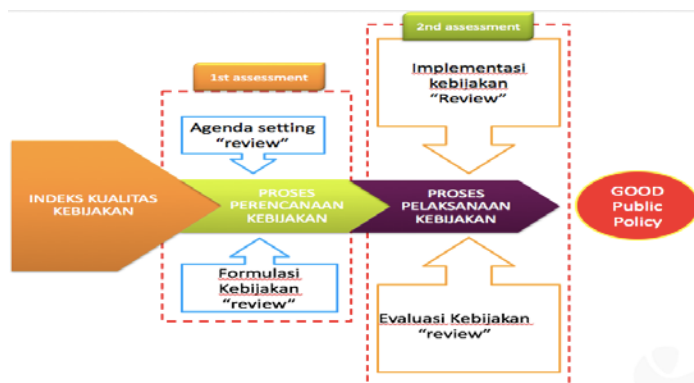 2nd assessment
1st assessment
Implementasi
kebijakan
“Review”
Agenda setting
“review”
INDEKS KUALITAS
KEBIJAKAN
PROSES
PERENCANAAN
KEBIJAKAN
PROSES
PELAKSANAAN
KEBIJAKAN
GOOD
Public
Policy
Formulasi
Kebijakan
“review”
Evaluasi Kebijakan
“review”